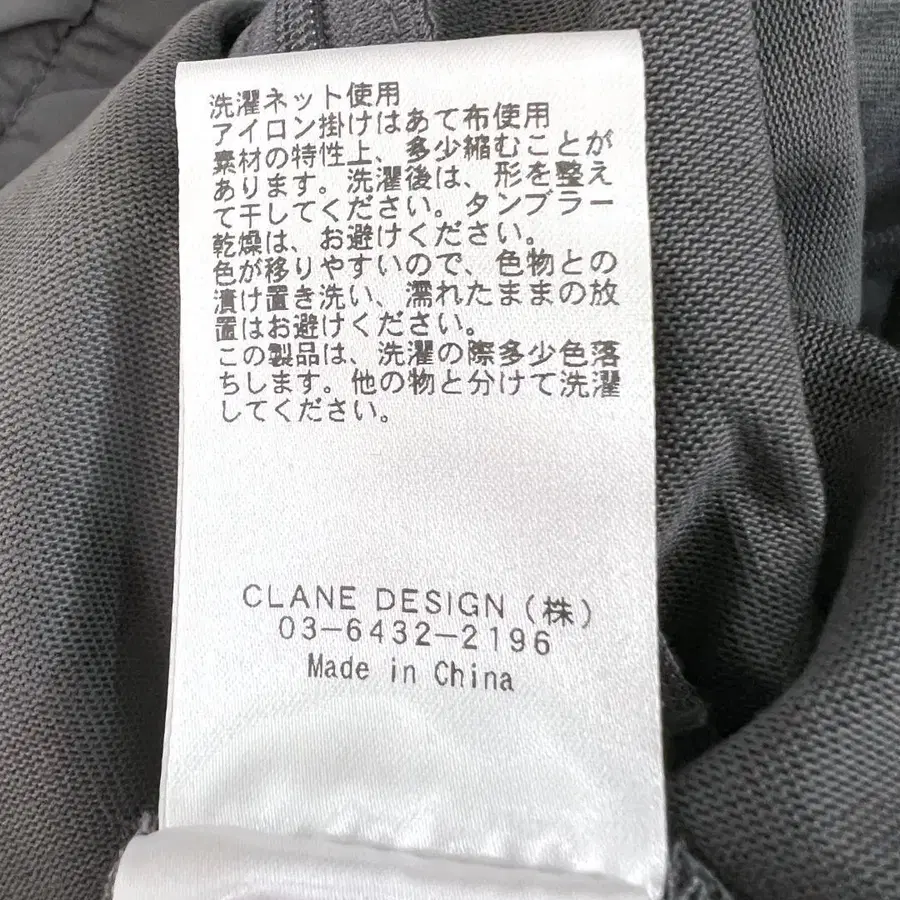 洗濯ネット使用
アイロン掛けはあて布使用
素材の特性上、多少縮むことが
あります。洗濯後は、形を整え
て干してください。タンブラー
乾燥は、お避けください。
色が移りやすいので、色物との
漬け置き洗い、濡れたままの放
置はお避けください。
この製品は、洗濯の際多少色落
ちします。他の物と分けて洗濯
してください。
CLANE DESIGN (株)
03-6432-2196
Made in China